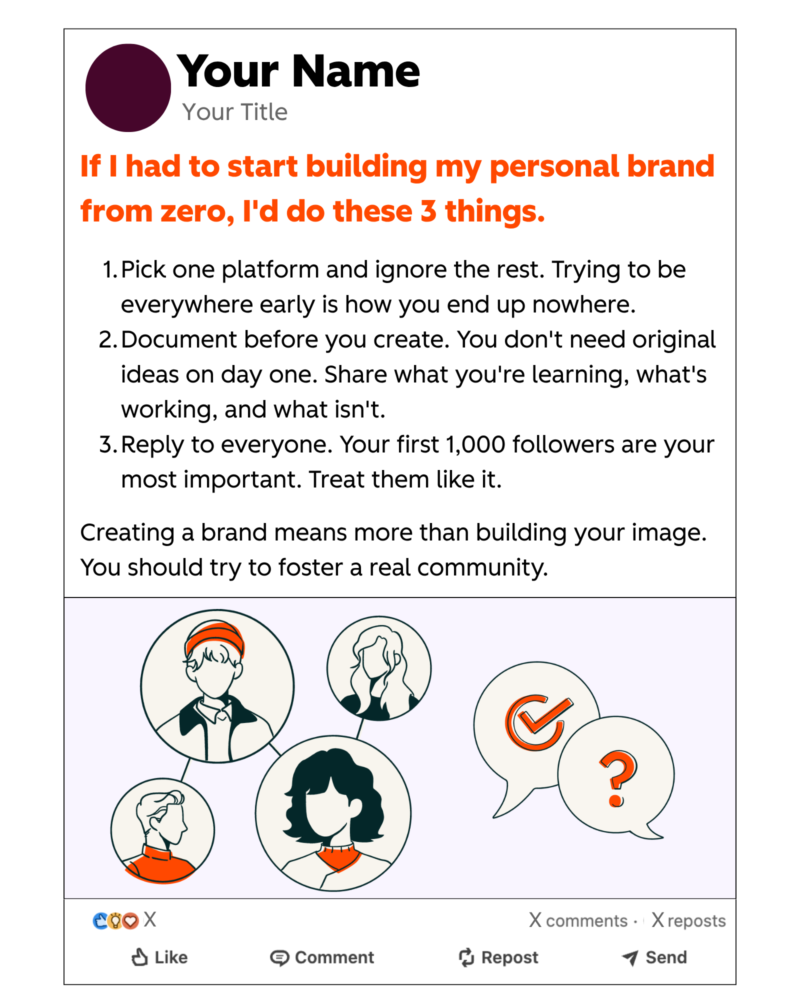 Your Name
Your Title
If I had to start building my personal brand
from zero, I'd do these 3 things.
1. Pick one platform and ignore the rest. Trying to be
everywhere early is how you end up nowhere.
2. Document before you create. You don't need original
ideas on day one. Share what you're learning, what's
working, and what isn't.
3. Reply to everyone. Your first 1,000 followers are your
most important. Treat them like it.
Creating a brand means more than building your image.
You should try to foster a real community.
?
X X comments · X reposts
Like Comment Repost Send